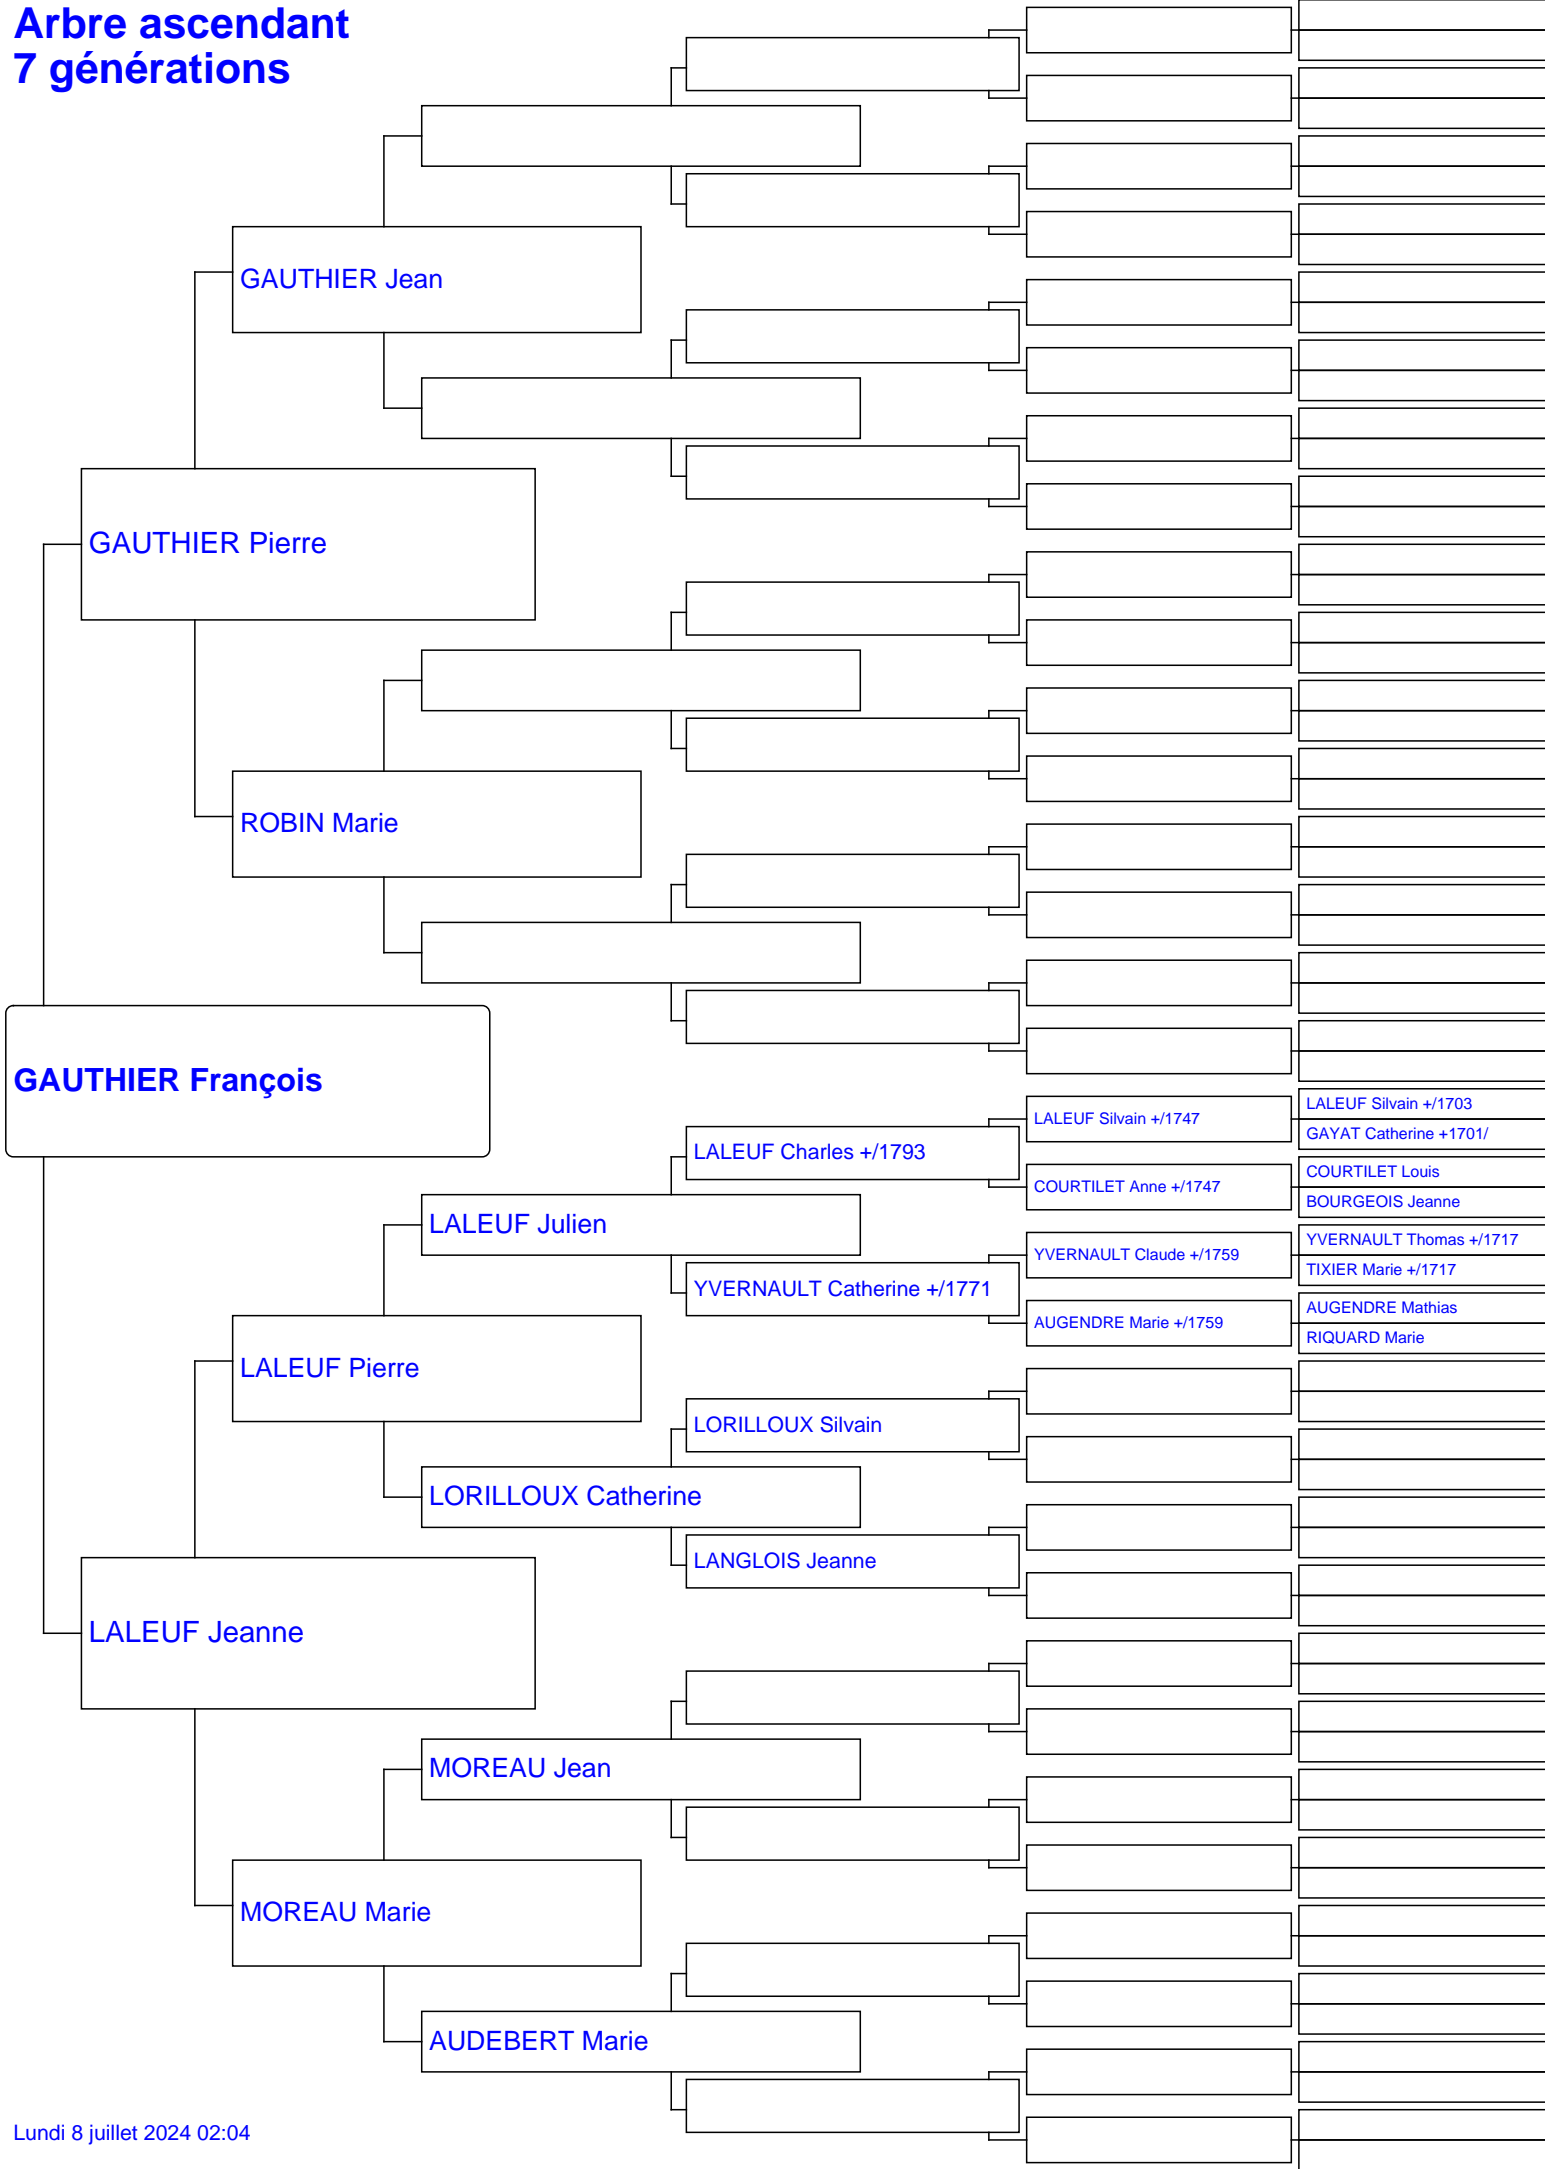 Arbre ascendant
7 générations
GAUTHIER Jean
GAUTHIER Pierre
ROBIN Marie
GAUTHIER François
LALEUF Silvain +/1703
LALEUF Silvain +/1747
GAYAT Catherine +1701/
LALEUF Charles +/1793
COURTILET Louis
COURTILET Anne +/1747
BOURGEOIS Jeanne
LALEUF Julien
YVERNAULT Thomas +/1717
YVERNAULT Claude +/1759
TIXIER Marie +/1717
YVERNAULT Catherine +/1771
AUGENDRE Mathias
AUGENDRE Marie +/1759
RIQUARD Marie
LALEUF Pierre
LORILLOUX Silvain
LORILLOUX Catherine
LANGLOIS Jeanne
LALEUF Jeanne
MOREAU Jean
MOREAU Marie
AUDEBERT Marie
Lundi 8 juillet 2024 02:04